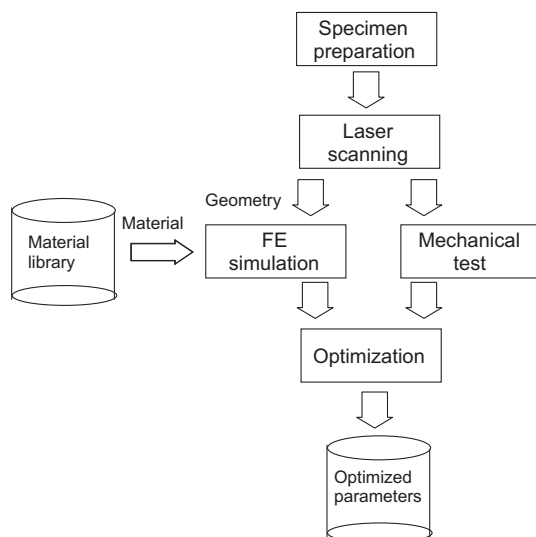 Specimen
preparation
Laser
scanning
Geometry
Material
Material
library
FE
simulation
Mechanical
test
Optimization
Optimized
parameters